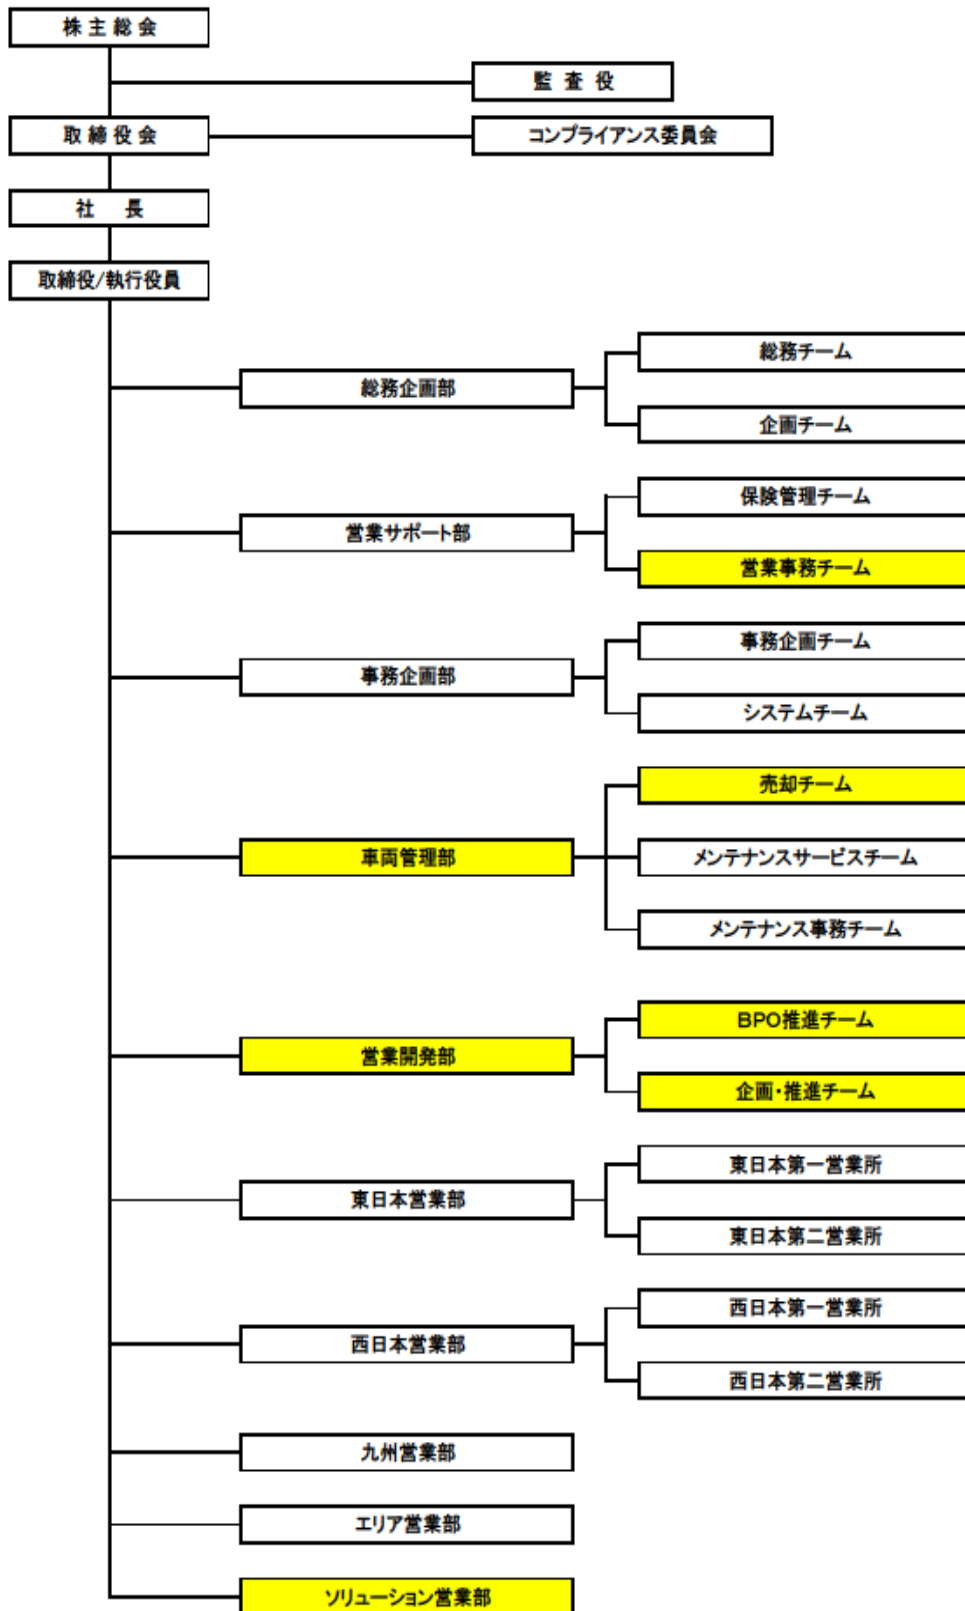 株主総会
監査役
取締役会
コンプライアンス委員会
社長
取締役/執行役員
総務企画部
総務チーム
企画チーム
営業サポート部
保険管理チーム
営業事務チーム
事務企画部
事務企画チーム
システムチーム
車両管理部
売却チーム
メンテナンスサービスチーム
メンテナンス事務チーム
営業開発部
BPO推進チーム
企画・推進チーム
東日本営業部
東日本第一営業所
東日本第二営業所
西日本営業部
西日本第一営業所
西日本第二営業所
九州営業部
エリア営業部
ソリューション営業部